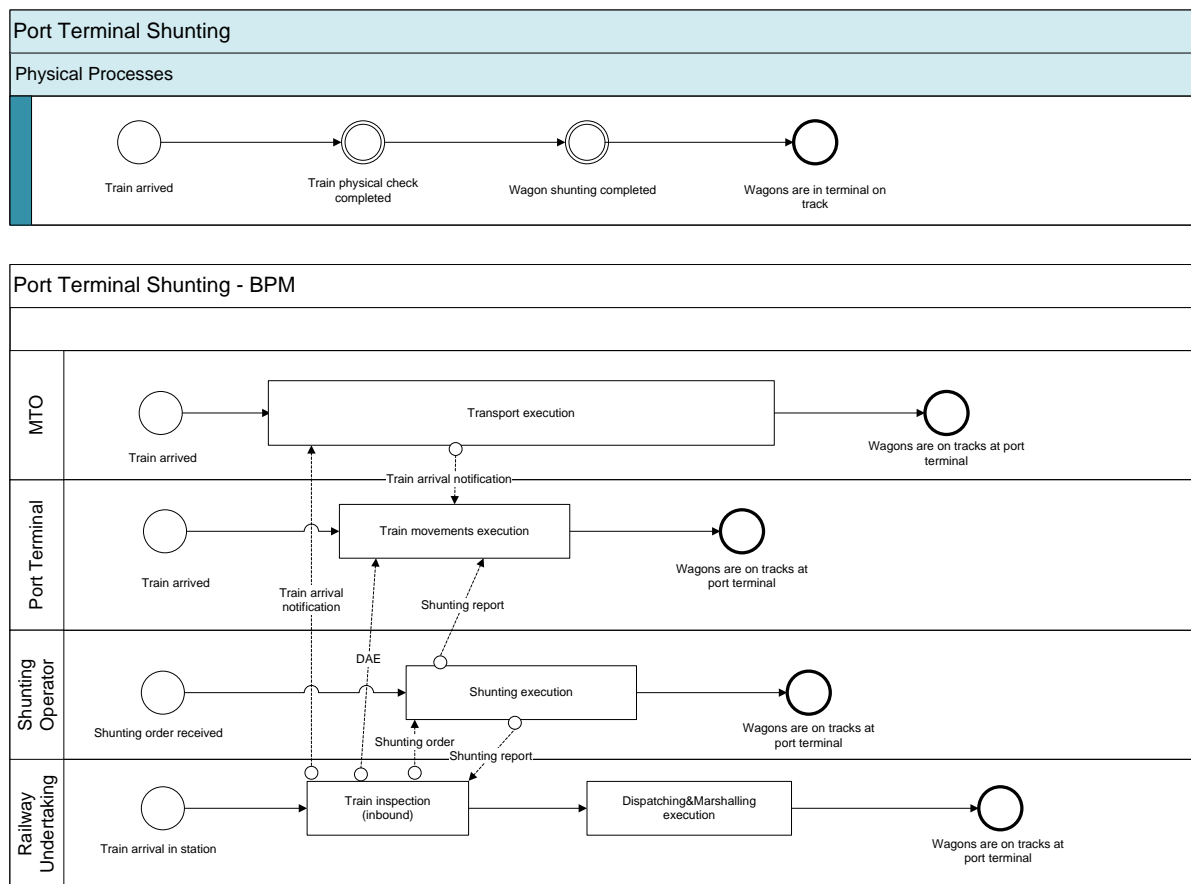 Port Terminal Shunting
Physical Processes
Train arrived
Train physical check
completed
Wagon shunting completed
Wagons are in terminal on
track
Port Terminal Shunting - BPM
MTO
Transport execution
Train arrived
Wagons are on tracks at port
terminal
Train arrival notification
Port Terminal
Train movements execution
Train arrived
Wagons are on tracks at
port terminal
Train arrival
notification
Shunting report
DAE
Shunting
Operator
Shunting execution
Shunting order received
Wagons are on tracks at
port terminal
Shunting order
Shunting report
Railway
Undertaking
Train inspection
(inbound)
Dispatching&Marshalling
execution
Train arrival in station
Wagons are on tracks at
port terminal